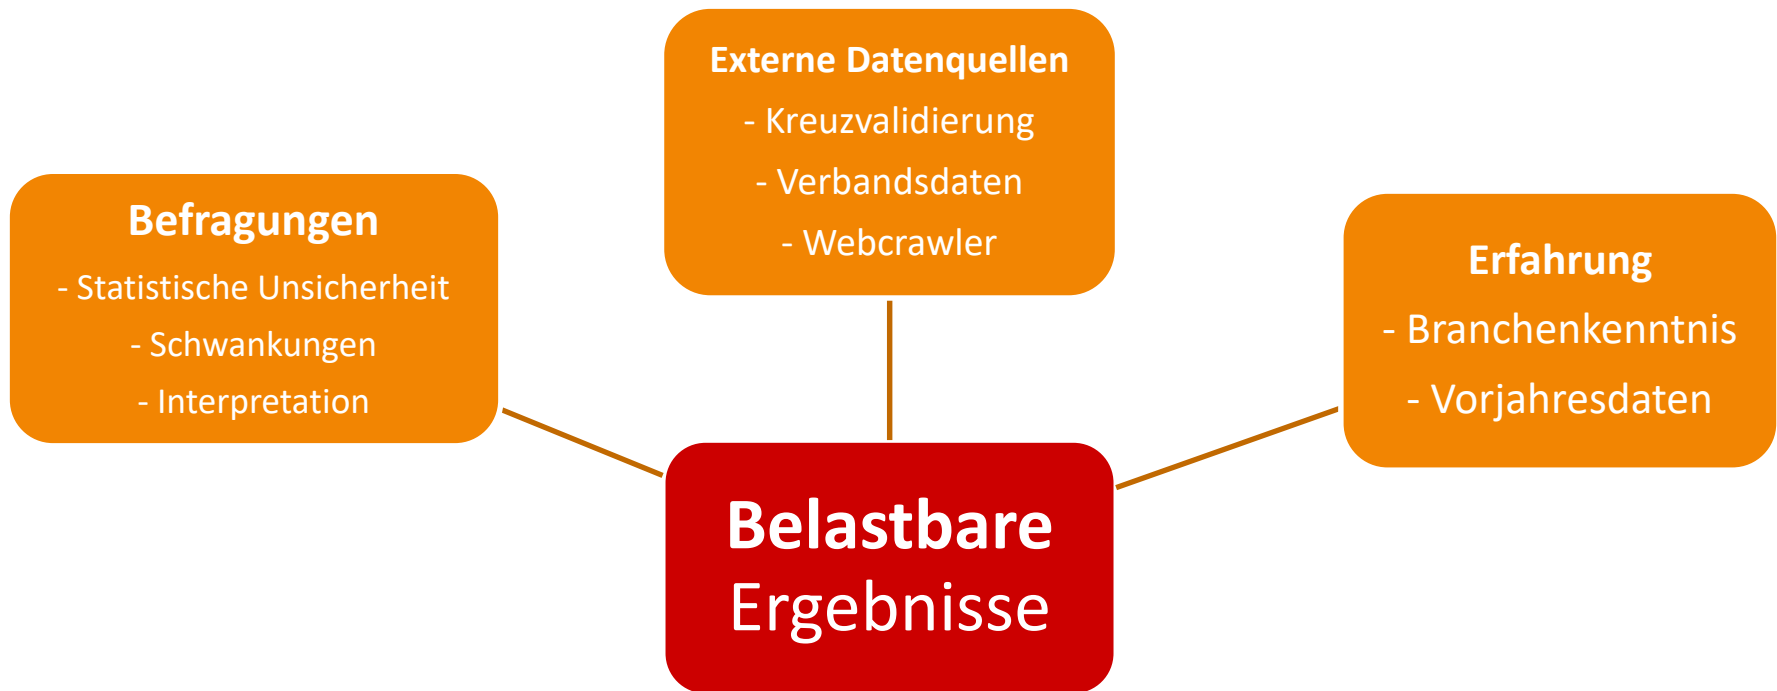 Befragungen
- Statistische Unsicherheit
- Schwankungen
- Interpretation
Externe Datenquellen
- Kreuzvalidierung
- Verbandsdaten
- Webcrawler
Erfahrung
- Branchenkenntnis
- Vorjahresdaten
Belastbare
Ergebnisse